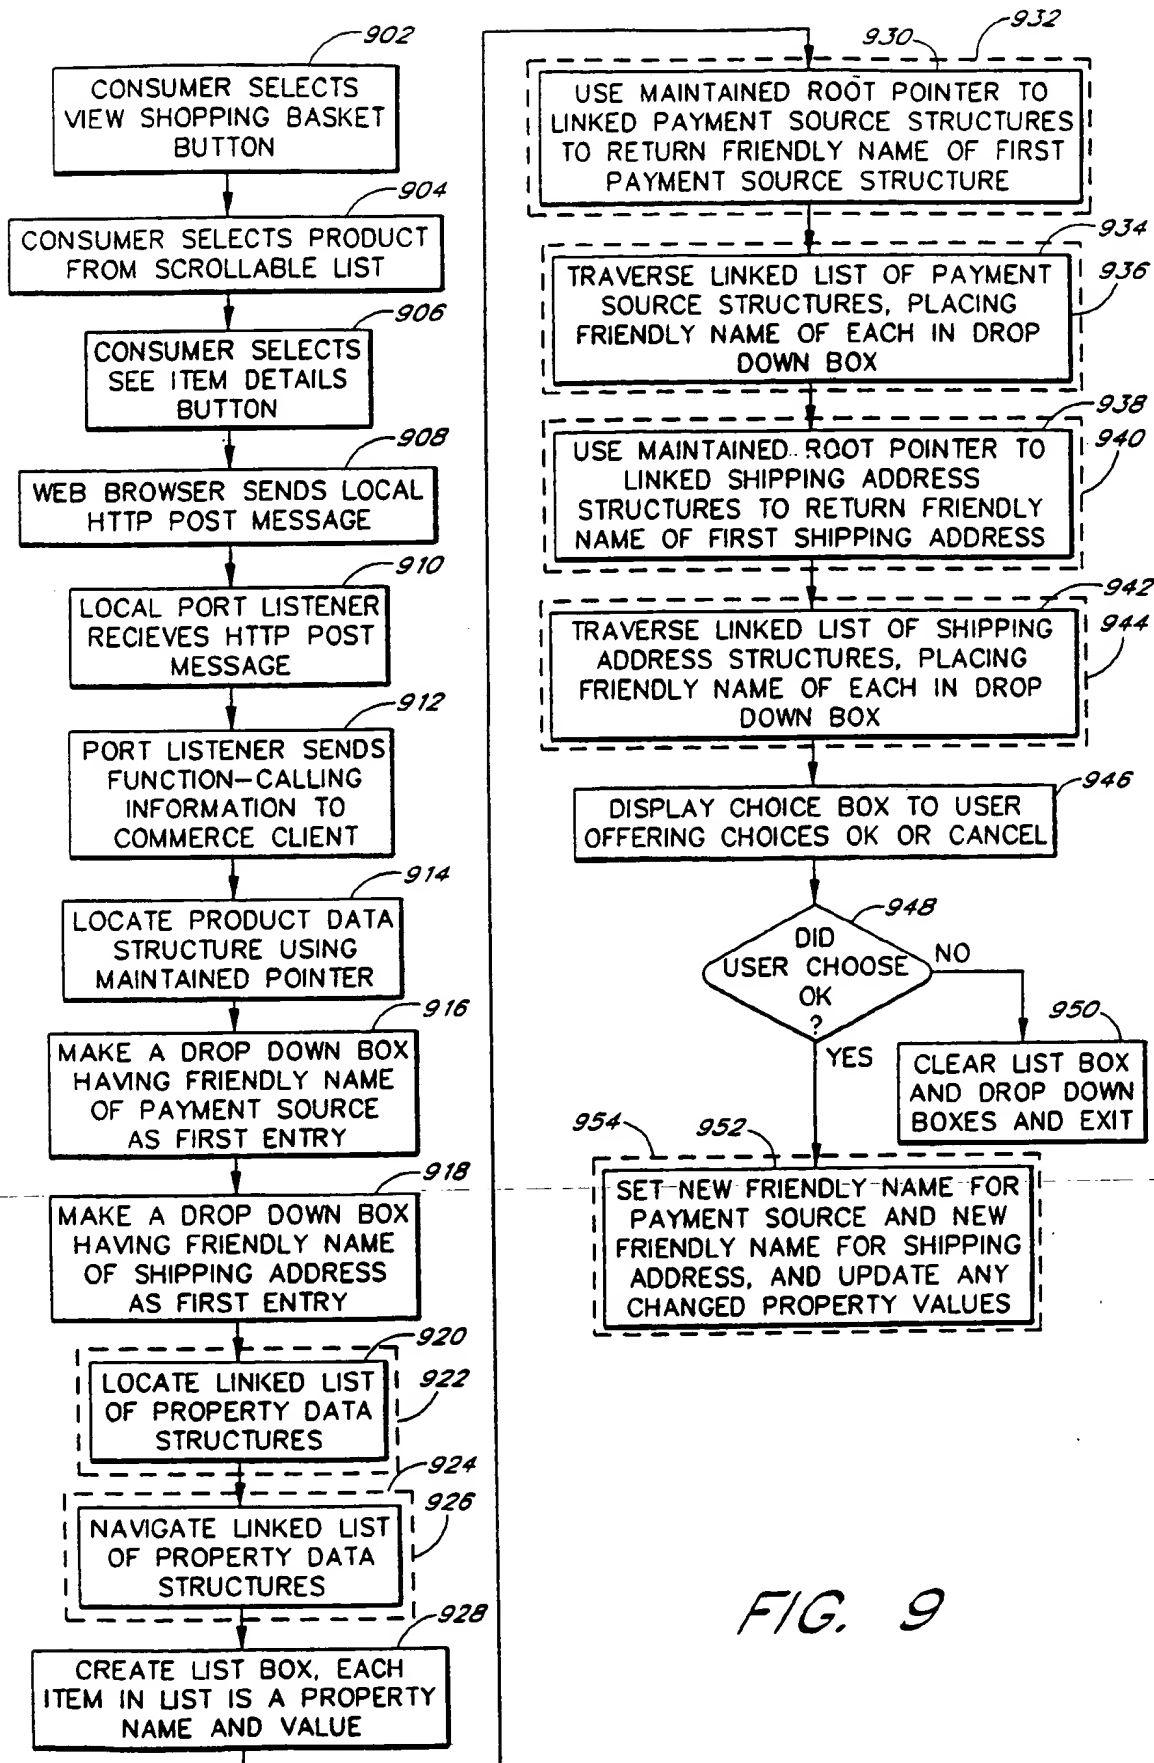 902
CONSUMER SELECTS
VIEW SHOPPING BASKET
BUTTON
904
CONSUMER SELECTS PRODUCT
FROM SCROLLABLE LIST
906
CONSUMER SELECTS
SEE ITEM DETAILS
BUTTON
908
WEB BROWSER SENDS LOCAL
HTTP POST MESSAGE
910
LOCAL PORT LISTENER
RECIEVES HTTP POST
MESSAGE
912
PORT LISTENER SENDS
FUNCTION-CALLING
INFORMATION TO
COMMERCE CLIENT
914
LOCATE PRODUCT DATA
STRUCTURE USING
MAINTAINED POINTER
916
MAKE A DROP DOWN BOX
HAVING FRIENDLY NAME
OF PAYMENT SOURCE
AS FIRST ENTRY
918
MAKE A DROP DOWN BOX
HAVING FRIENDLY NAME
OF SHIPPING ADDRESS
AS FIRST ENTRY
920
922
LOCATE LINKED LIST
OF PROPERTY DATA
STRUCTURES
924
926
NAVIGATE LINKED LIST
OF PROPERTY DATA
STRUCTURES
928
CREATE LIST BOX, EACH
ITEM IN LIST IS A PROPERTY
NAME AND VALUE
930
932
USE MAINTAINED ROOT POINTER TO
LINKED PAYMENT SOURCE STRUCTURES
TO RETURN FRIENDLY NAME OF FIRST
PAYMENT SOURCE STRUCTURE
934
936
TRAVERSE LINKED LIST OF PAYMENT
SOURCE STRUCTURES, PLACING
FRIENDLY NAME OF EACH IN DROP
DOWN BOX
938
940
USE MAINTAINED ROOT POINTER TO
LINKED SHIPPING ADDRESS
STRUCTURES TO RETURN FRIENDLY
NAME OF FIRST SHIPPING ADDRESS
942
944
TRAVERSE LINKED LIST OF SHIPPING
ADDRESS STRUCTURES, PLACING
FRIENDLY NAME OF EACH IN DROP
DOWN BOX
946
DISPLAY CHOICE BOX TO USER
OFFERING CHOICES OK OR CANCEL
948
DID
USER CHOOSE
OK
?
NO
YES
950
CLEAR LIST BOX
AND DROP DOWN
BOXES AND EXIT
954
952
SET NEW FRIENDLY NAME FOR
PAYMENT SOURCE AND NEW
FRIENDLY NAME FOR SHIPPING
ADDRESS, AND UPDATE ANY
CHANGED PROPERTY VALUES
FIG. 9